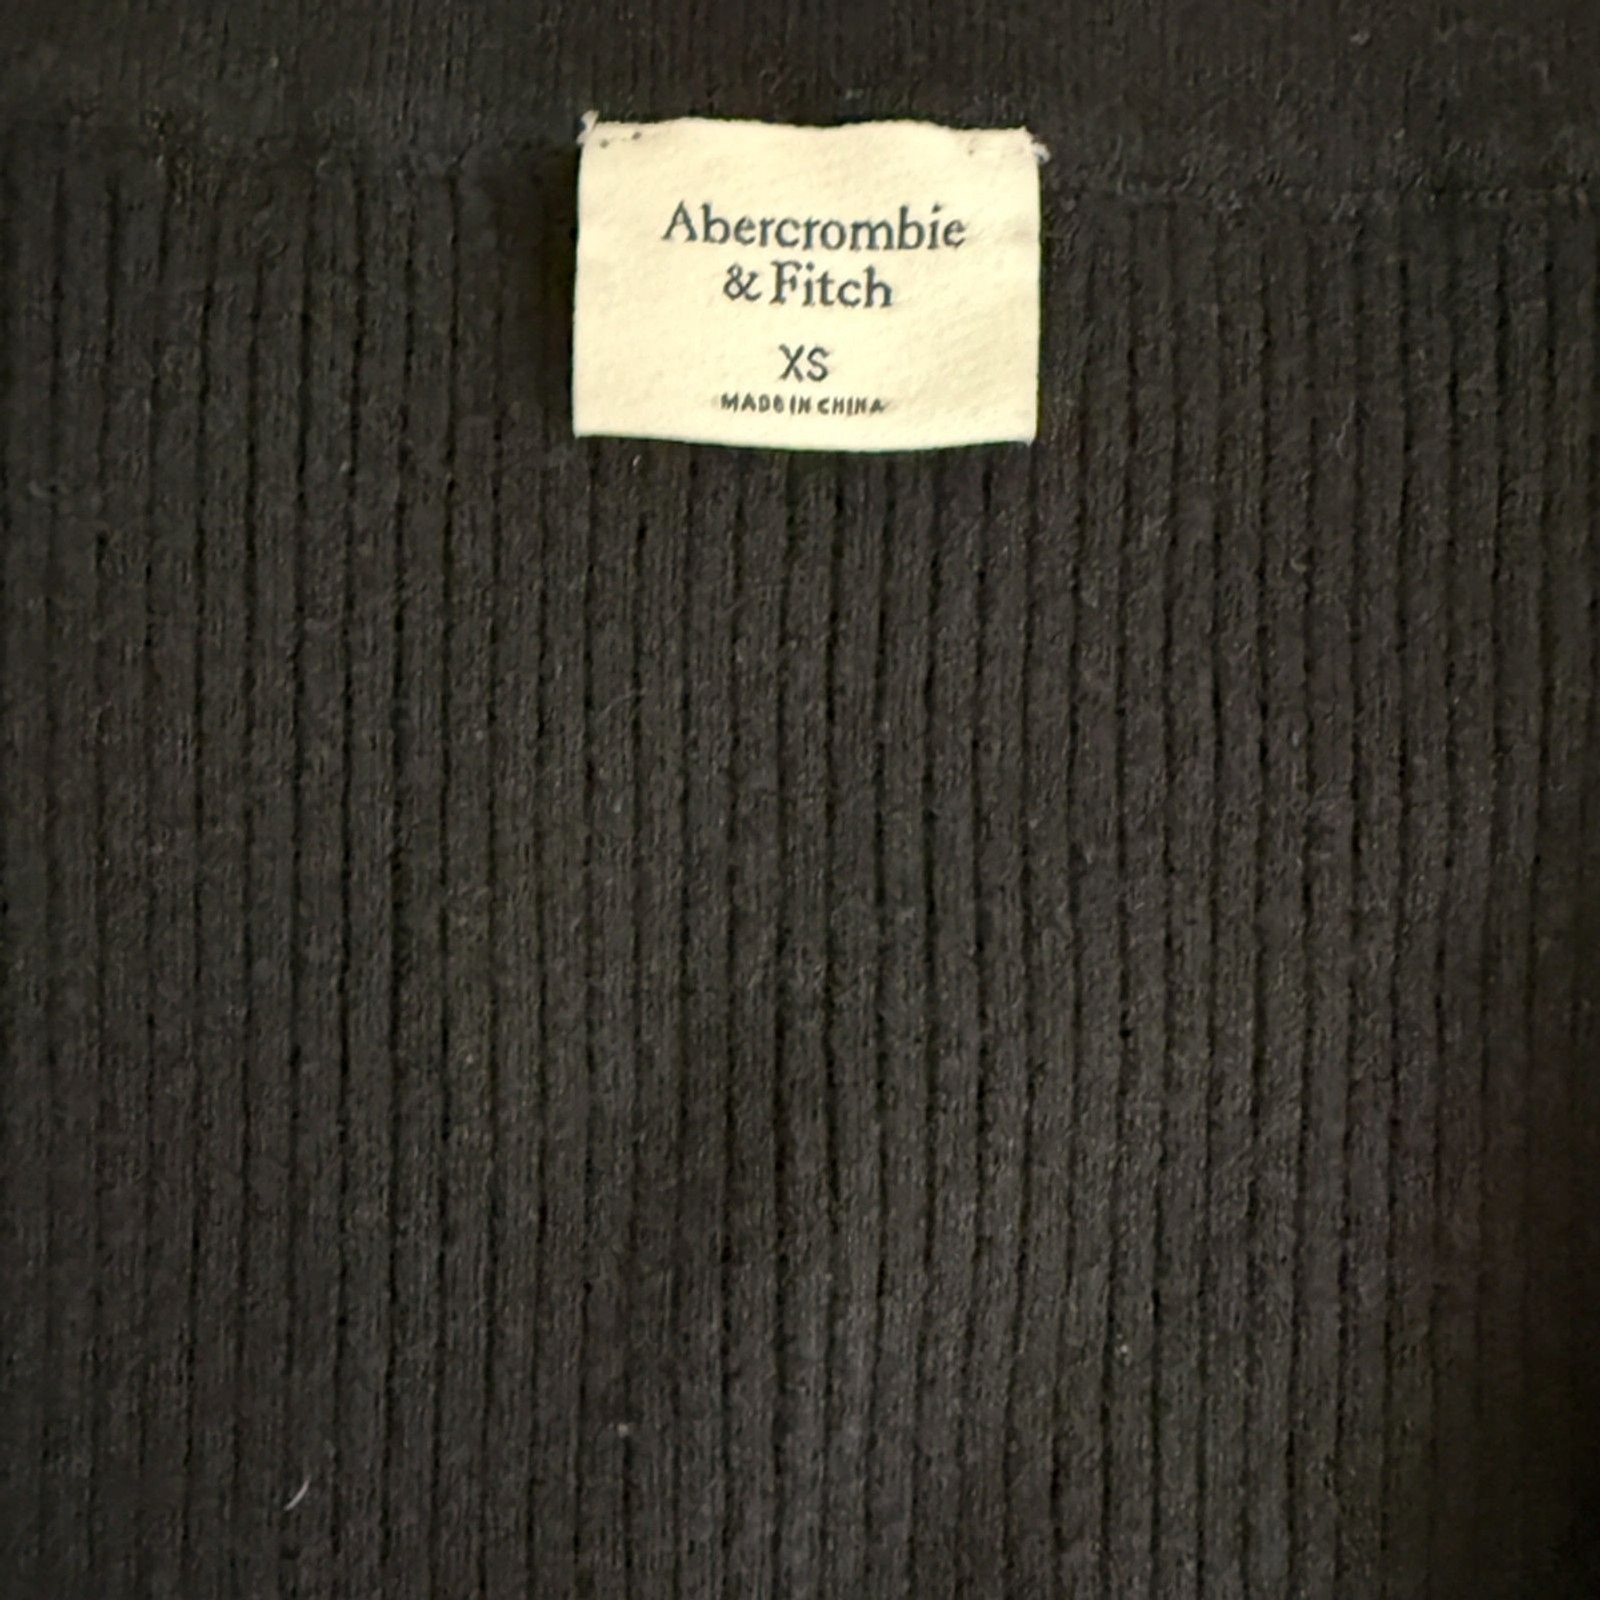 Abercrombie
& Fitch
XS
MADE IN CHINA